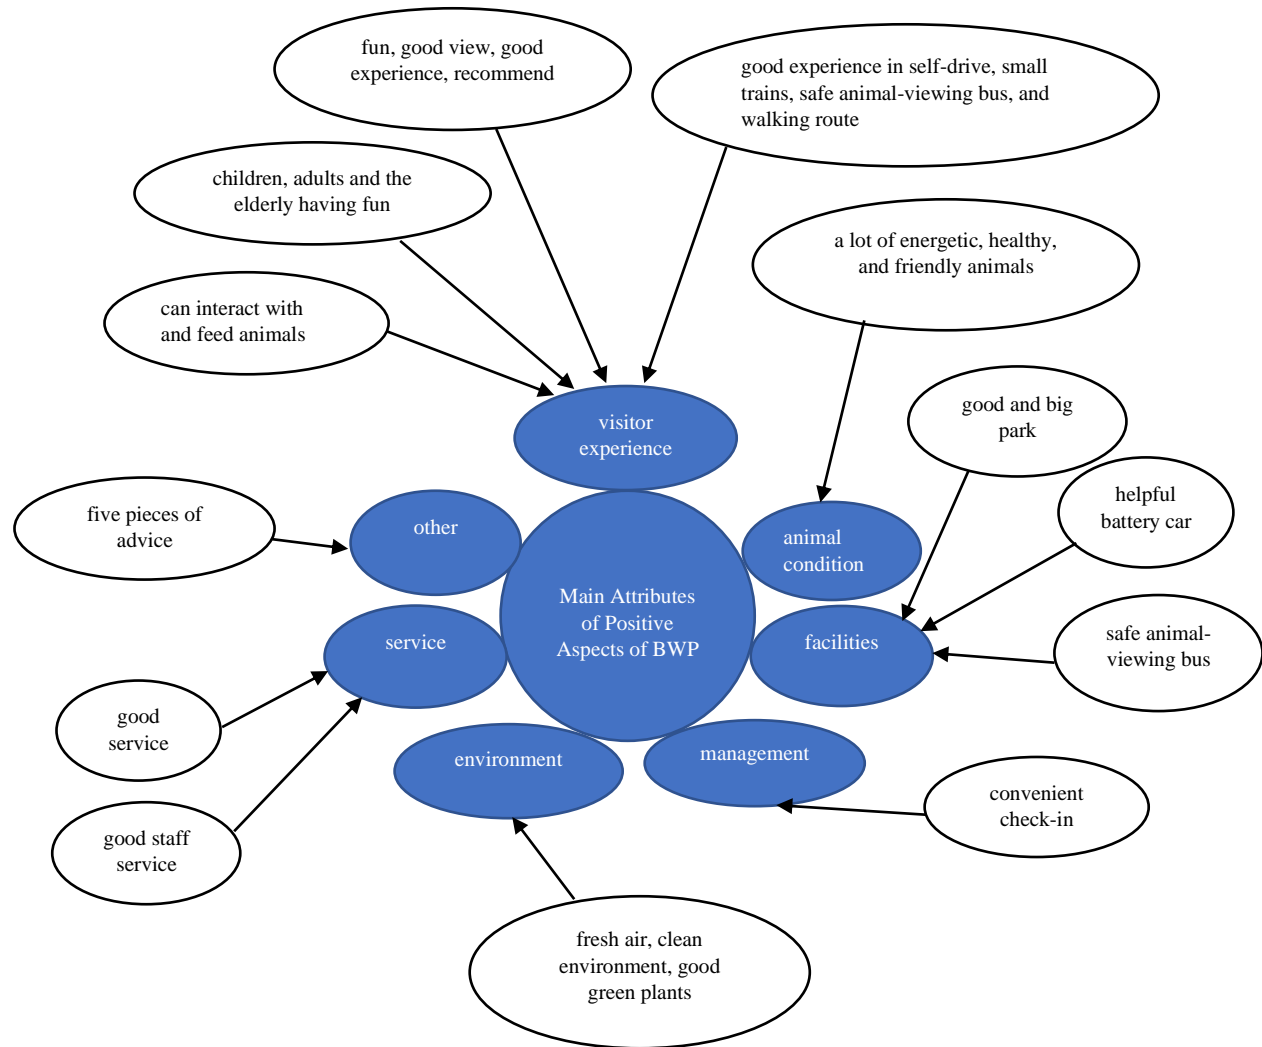 fun, good view, good
experience, recommend
good experience in self-drive, small
trains, safe animal-viewing bus, and
walking route
children, adults and the
elderly having fun
a lot of energetic, healthy,
and friendly animals
can interact with
and feed animals
good and big
park
visitor
experience
helpful
battery car
five pieces of
advice
other
animal
condition
Main Attributes
of Positive
Aspects of BWP
service
facilities
safe animal-
viewing bus
good
service
environment
management
convenient
check-in
good staff
service
fresh air, clean
environment, good
green plants